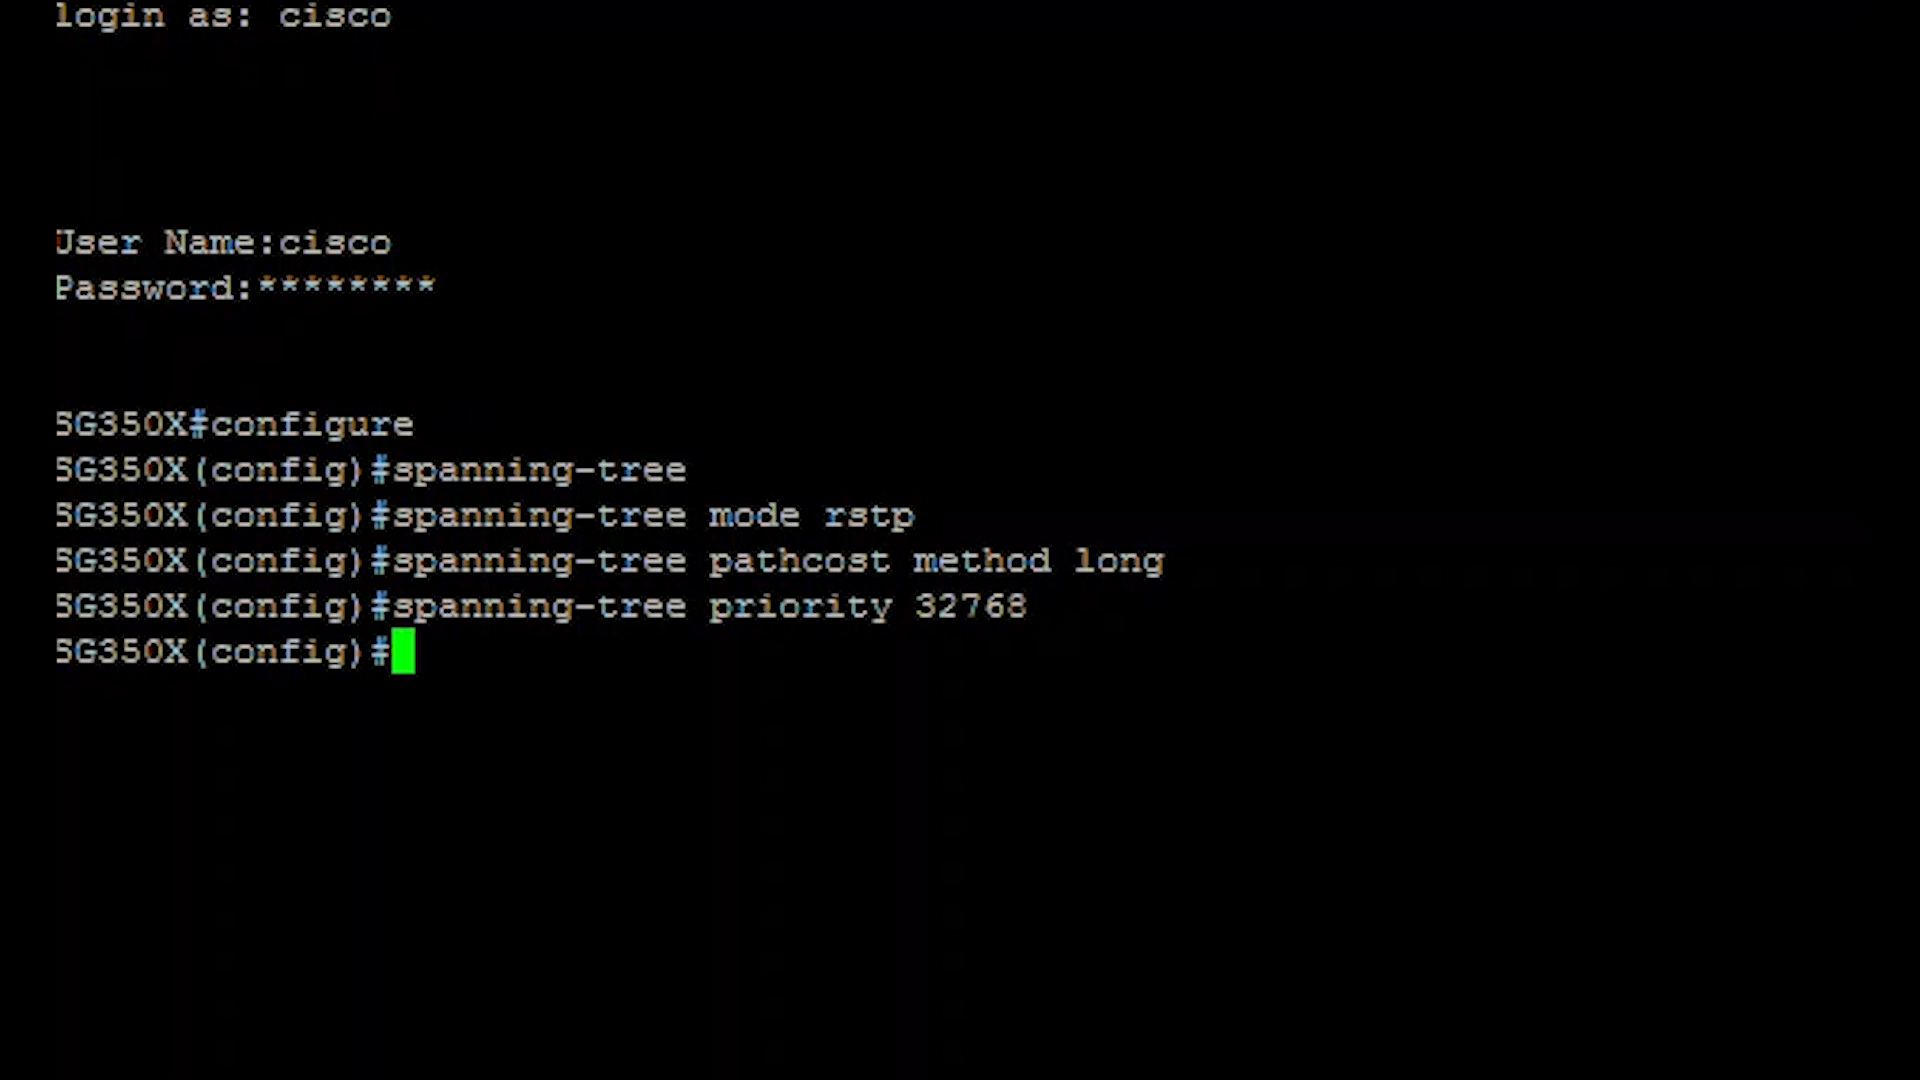 login as: cisco
User Name:cisco
Password:********
SG350X#configure
SG350X(config)#spanning-tree
SG350X(config)#spanning-tree mode rstp
SG350X(config)#spanning-tree pathcost method long
SG350X(config)#spanning-tree priority 32768
SG350X(config)#